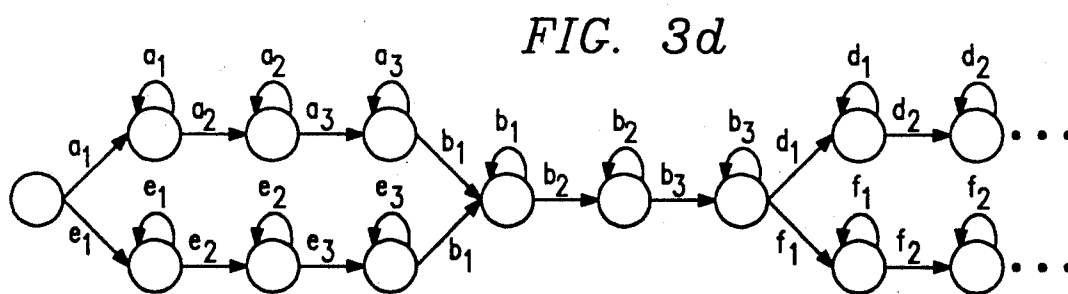 FIG. 3d
a₁ a₂ a₃ d₁ d₂
a₂ a₃ d₂
b₁ b₂ b₃
a₁ b₁ d₁
e₁ e₂ e₃ b₂ b₃ f₁ f₂
e₁ e₂ e₃ b₁ f₁ f₂